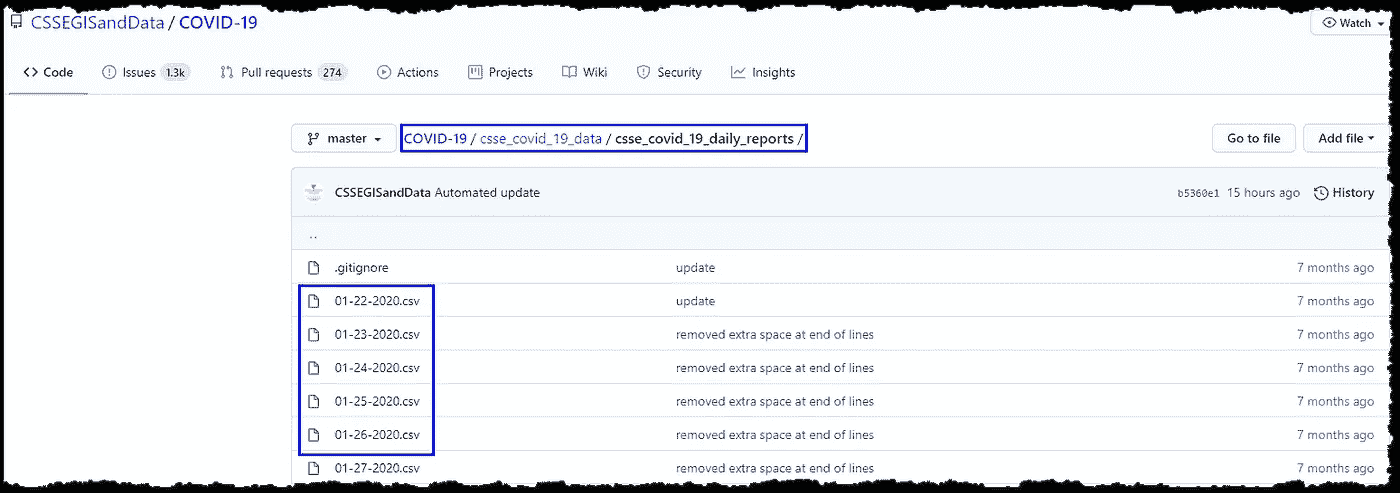 CSSEGISandData / COVID-19 Watch
Code Issues 1.3k Pull requests 274 Actions Projects Wiki Security Insights
master COVID-19 / csse_covid_19_data / csse_covid_19_daily_reports / Go to file Add file
CSSEGISandData Automated update b5360e1 15 hours ago History
..
.gitignore update 7 months ago
01-22-2020.csv update 7 months ago
01-23-2020.csv removed extra space at end of lines 7 months ago
01-24-2020.csv removed extra space at end of lines 7 months ago
01-25-2020.csv removed extra space at end of lines 7 months ago
01-26-2020.csv removed extra space at end of lines 7 months ago
01-27-2020.csv removed extra space at end of lines 7 months ago